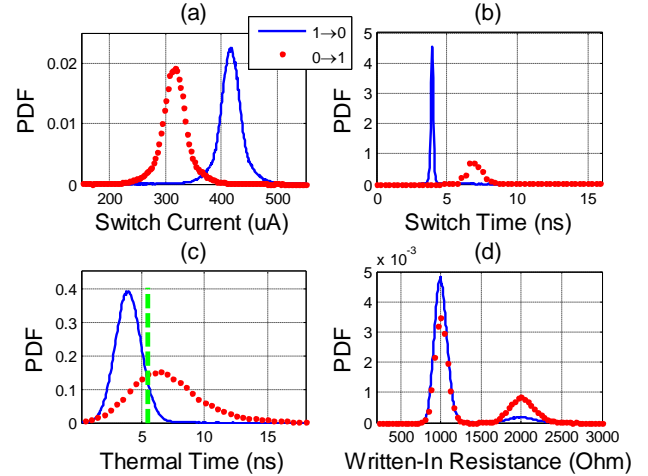 (a)
(b)
1→0
0→1
PDF
0.02
0.01
0
200
300
400
500
Switch Current (uA)
PDF
5
4
3
2
1
0
0
5
10
15
Switch Time (ns)
(c)
(d)
PDF
0.4
0.3
0.2
0.1
0
5
10
15
Thermal Time (ns)
x 10-3
PDF
5
4
3
2
1
0
1000
2000
3000
Written-In Resistance (Ohm)